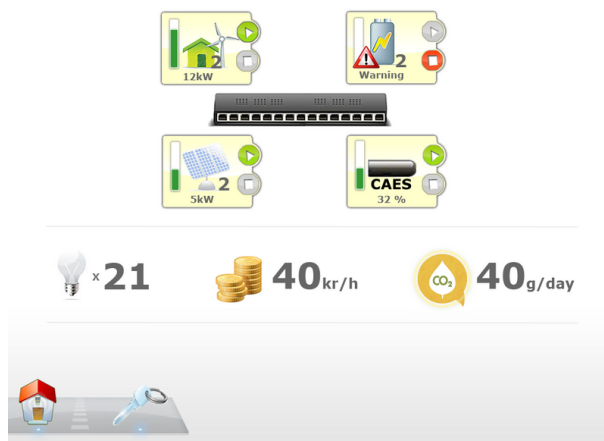 2
12kW
2
Warning
2
5kW
CAES
32 %
x 21
40 kr/h
CO₂
40 g/day